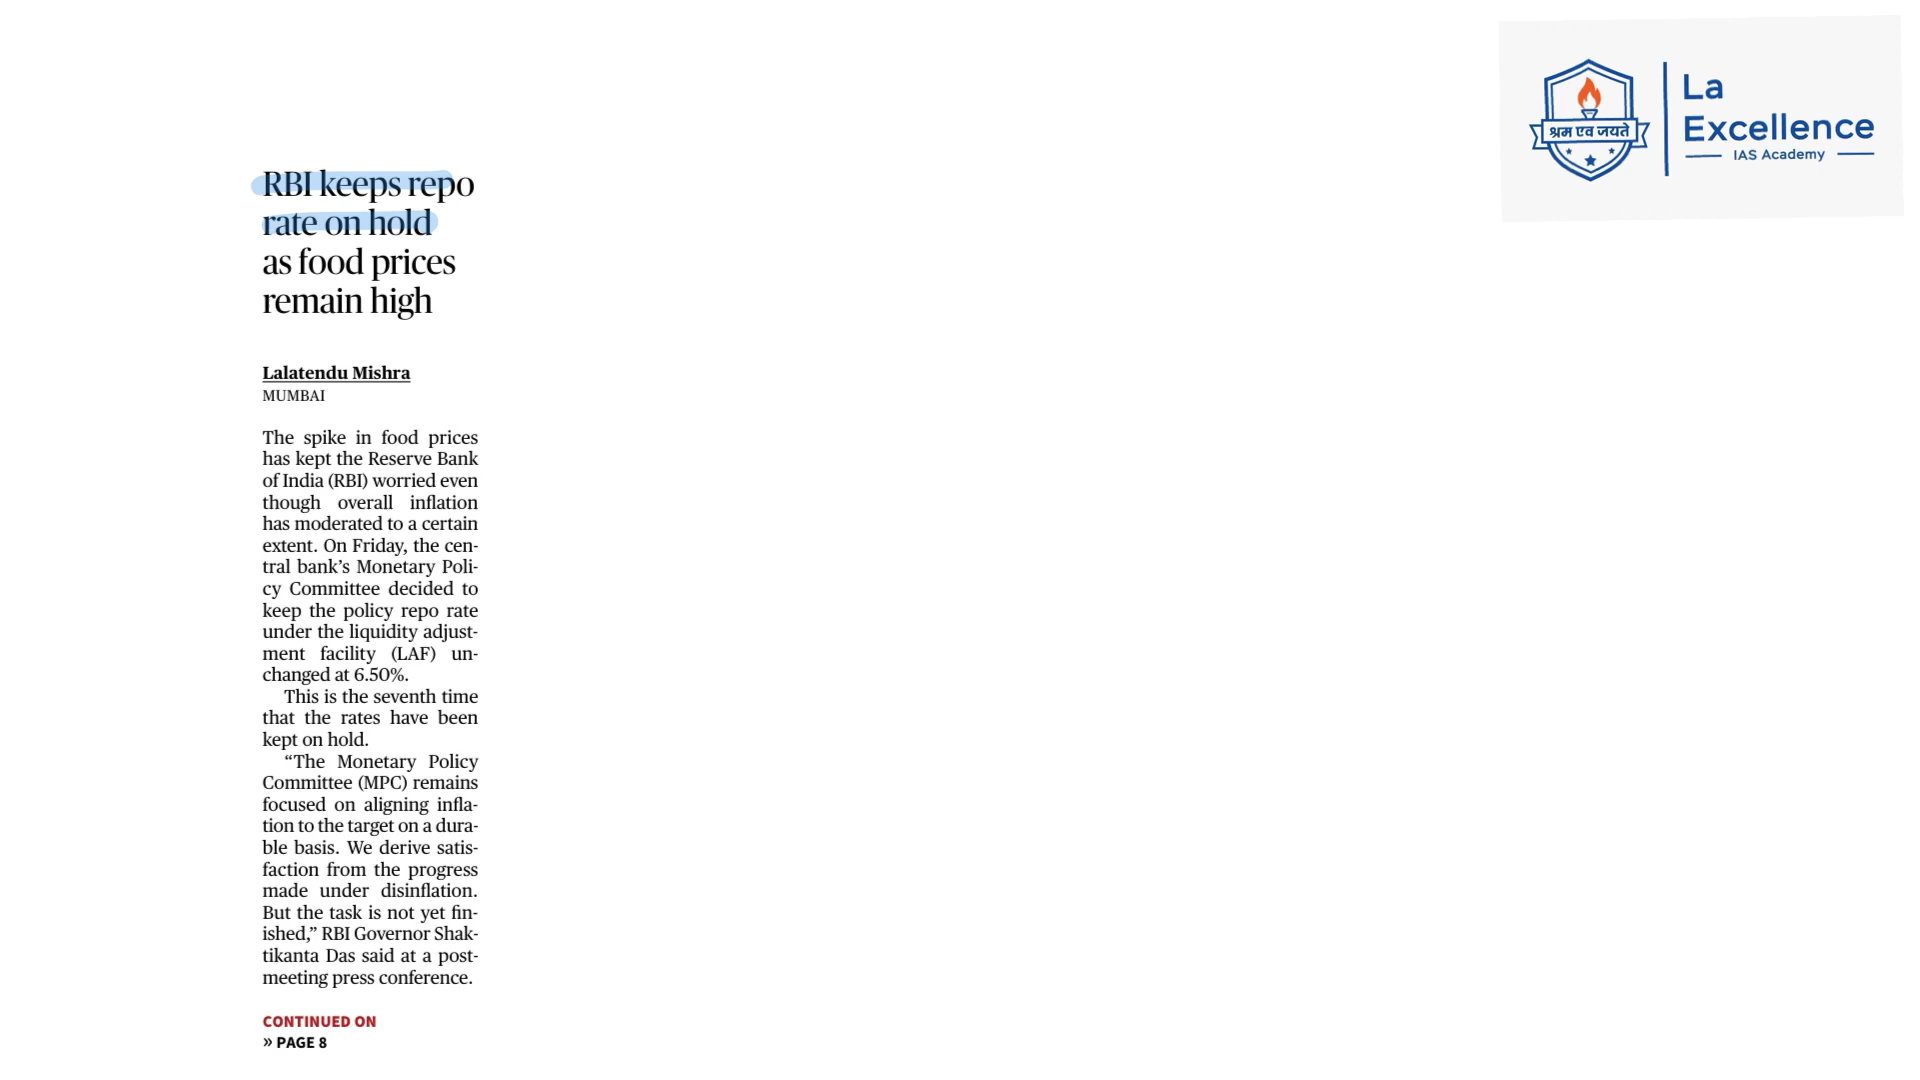 RBI keeps repo
rate on hold
as food prices
remain high
Lalatendu Mishra
MUMBAI
The spike in food prices
has kept the Reserve Bank
of India (RBI) worried even
though overall inflation
has moderated to a certain
extent. On Friday, the cen-
tral bank’s Monetary Poli-
cy Committee decided to
keep the policy repo rate
under the liquidity adjust-
ment facility (LAF) un-
changed at 6.50%.
This is the seventh time
that the rates have been
kept on hold.
“The Monetary Policy
Committee (MPC) remains
focused on aligning infla-
tion to the target on a dura-
ble basis. We derive satis-
faction from the progress
made under disinflation.
But the task is not yet fin-
ished,” RBI Governor Shak-
tikanta Das said at a post-
meeting press conference.
CONTINUED ON
» PAGE 8
श्रम एव जयते
La
Excellence
IAS Academy